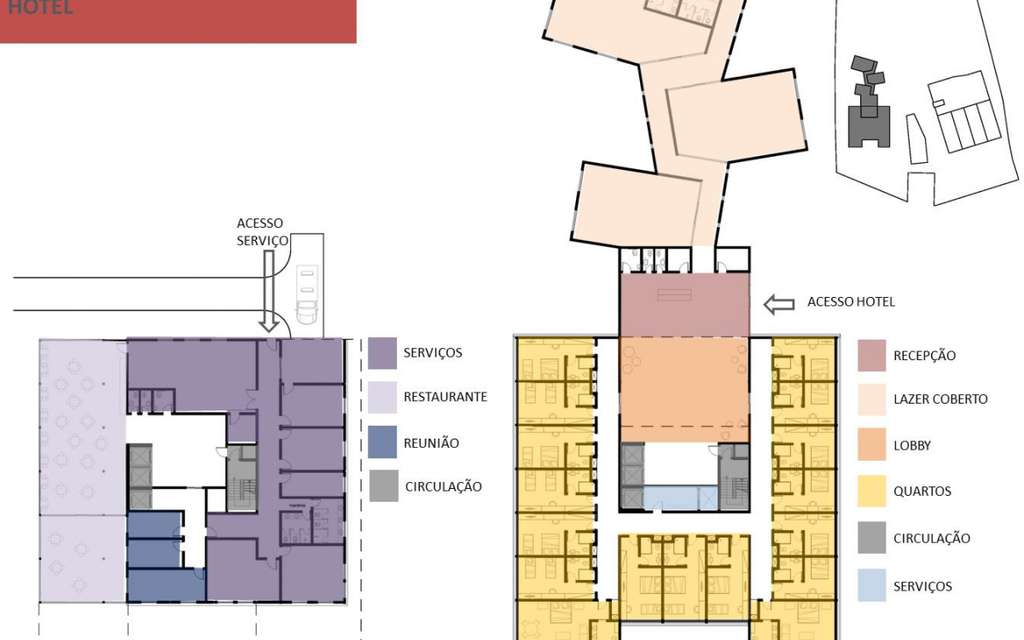 HOTEL
ACESSO
SERVIÇO
SERVIÇOS
RESTAURANTE
REUNIÃO
CIRCULAÇÃO
ACESSO HOTEL
RECEPÇÃO
LAZER COBERTO
LOBBY
QUARTOS
CIRCULAÇÃO
SERVIÇOS